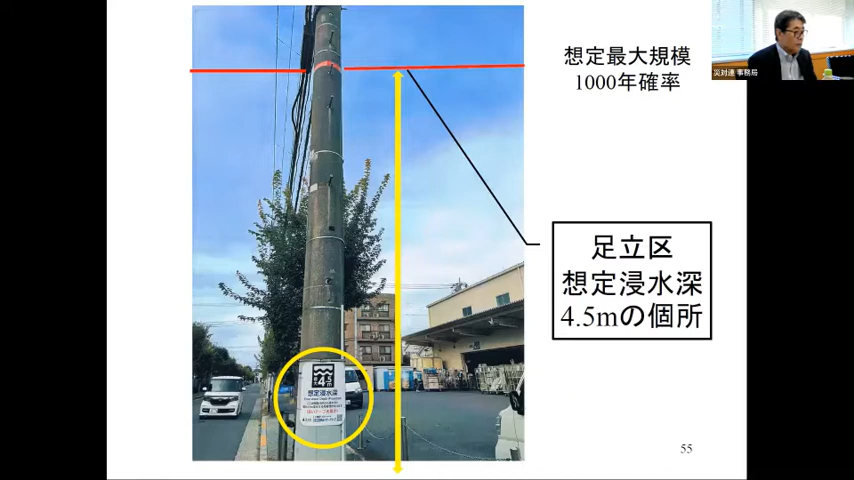 想定最大規模
1000年確率
災対連 事務局
足立区
想定浸水深
4.5mの個所
4.5m
想定浸水深
55